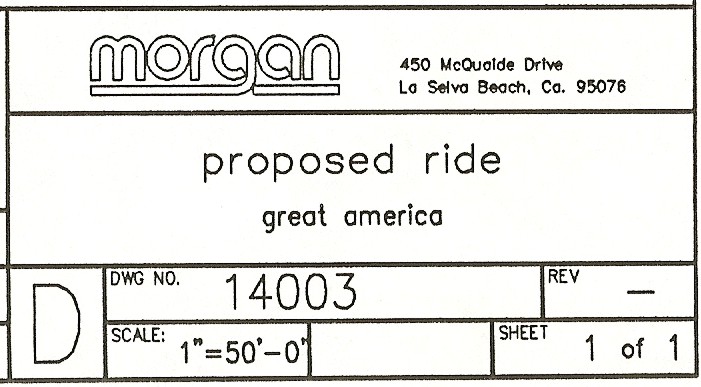 morgan
450 McQuaide Drive
La Selva Beach, Ca. 95076
proposed ride
great america
D
DWG NO. 14003
REV —
SCALE: 1"=50'-0"
SHEET 1 of 1